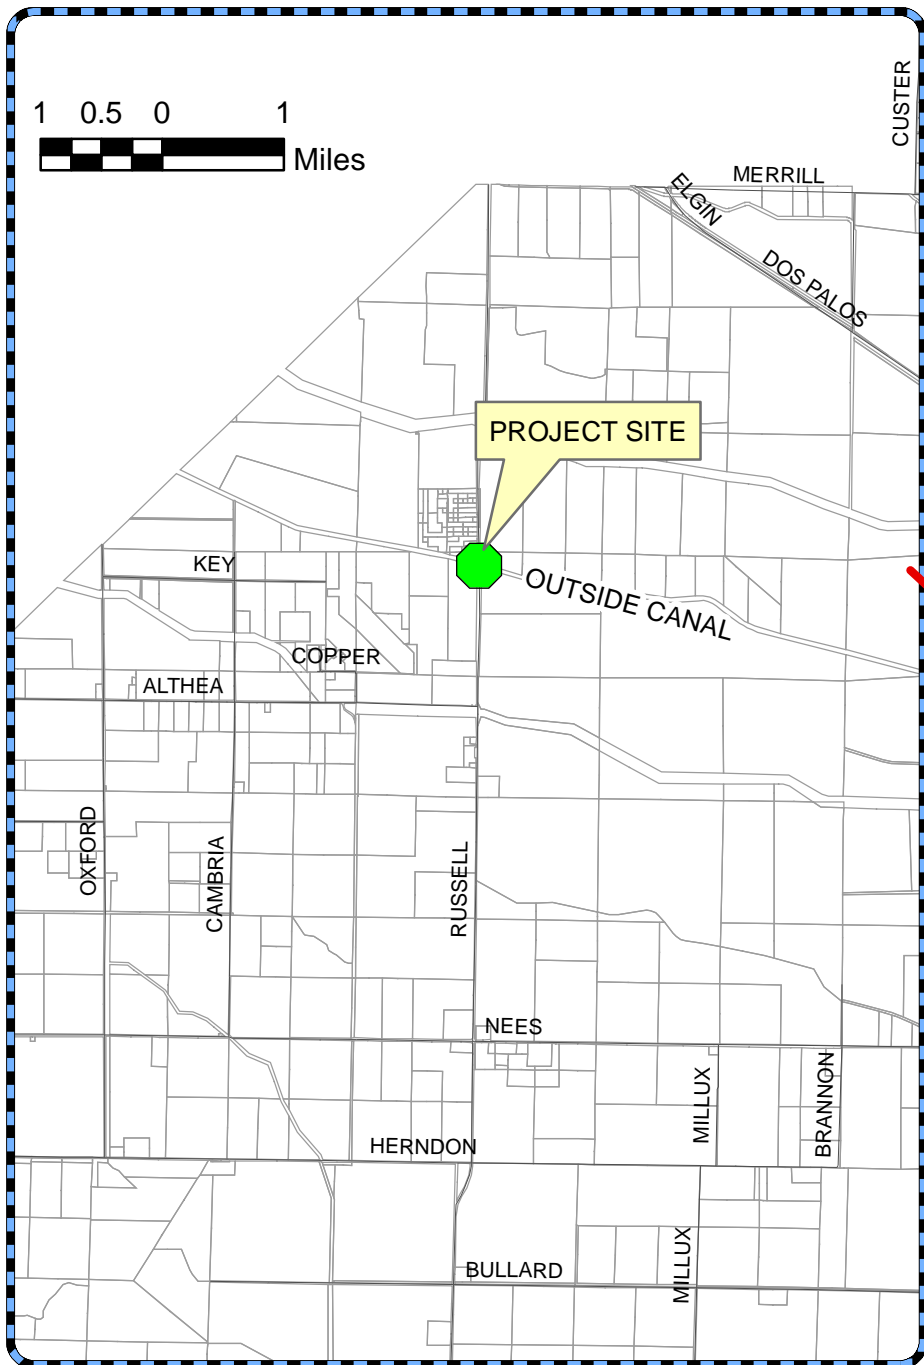 CUSTER
1 0.5 0 1
Miles
MERRILL
ELGIN
DOS PALOS
PROJECT SITE
KEY
OUTSIDE CANAL
COPPER
ALTHEA
OXFORD
CAMBRIA
RUSSELL
NEES
MILLUX
BRANNON
HERNDON
MILLUX
BULLARD